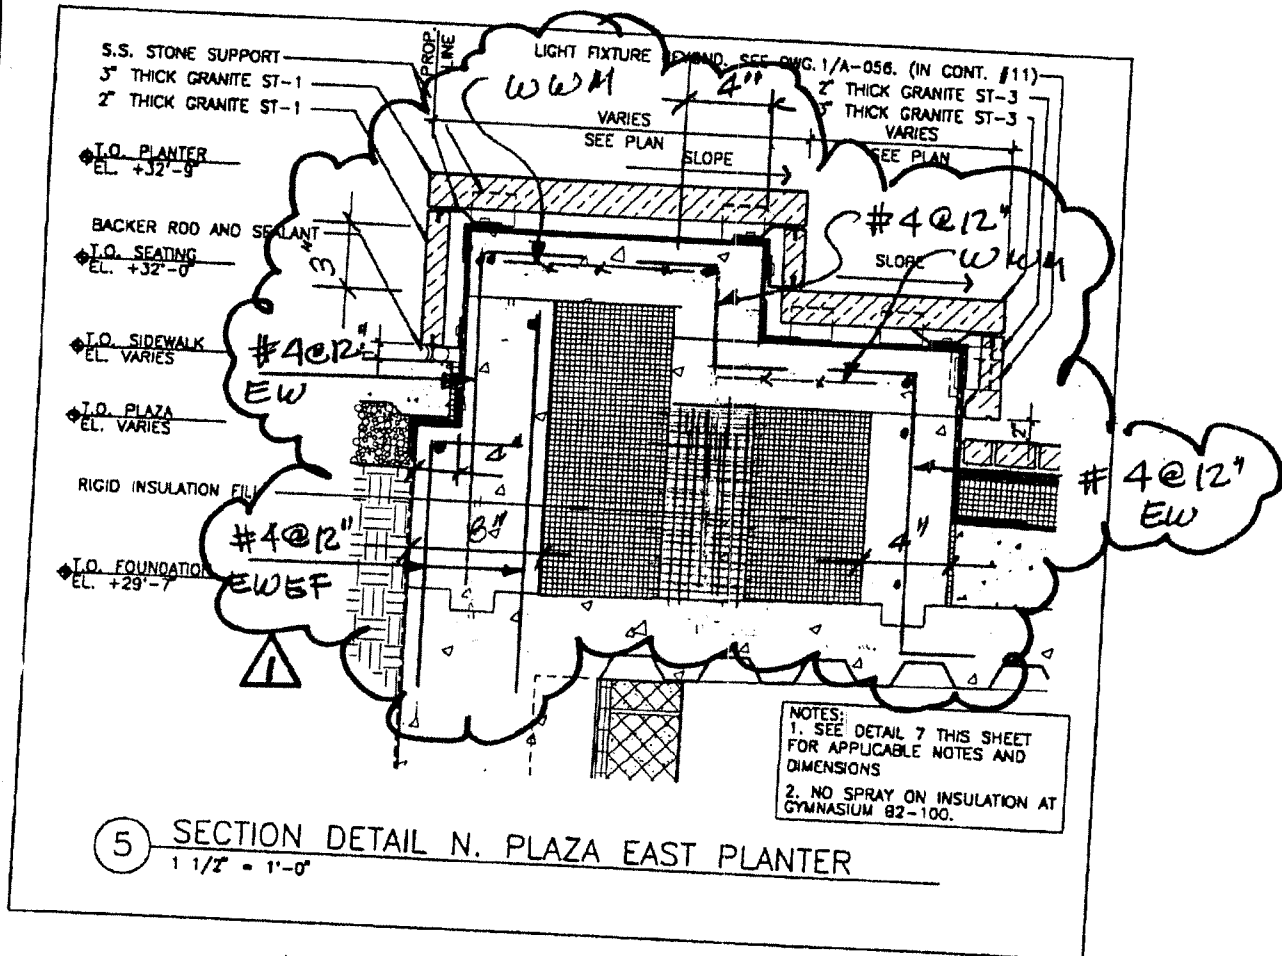 S.S. STONE SUPPORT
3" THICK GRANITE ST-1
2" THICK GRANITE ST-1
PROP. LINE
LIGHT FIXTURE BEYOND. SEE DWG. 1/A-056. (IN CONT. #11)
2" THICK GRANITE ST-3
3" THICK GRANITE ST-3
WWM
4"
VARIES
SEE PLAN
VARIES
SEE PLAN
SLOPE
T.O. PLANTER
EL. +32'-9"
BACKER ROD AND SEALANT
#4@12"
SLOPE
WWM
T.O. SEATING
EL. +32'-0"
3"
T.O. SIDEWALK
EL. VARIES
#4@12"
EW
1"
T.O. PLAZA
EL. VARIES
2"
RIGID INSULATION FILL
#4@12"
EW
#4@12"
EWEF
8"
4"
T.O. FOUNDATION
EL. +29'-7"
1
NOTES:
1. SEE DETAIL 7 THIS SHEET
FOR APPLICABLE NOTES AND
DIMENSIONS
2. NO SPRAY ON INSULATION AT
GYMNASIUM B2-100.
5 SECTION DETAIL N. PLAZA EAST PLANTER
1 1/2" = 1'-0"